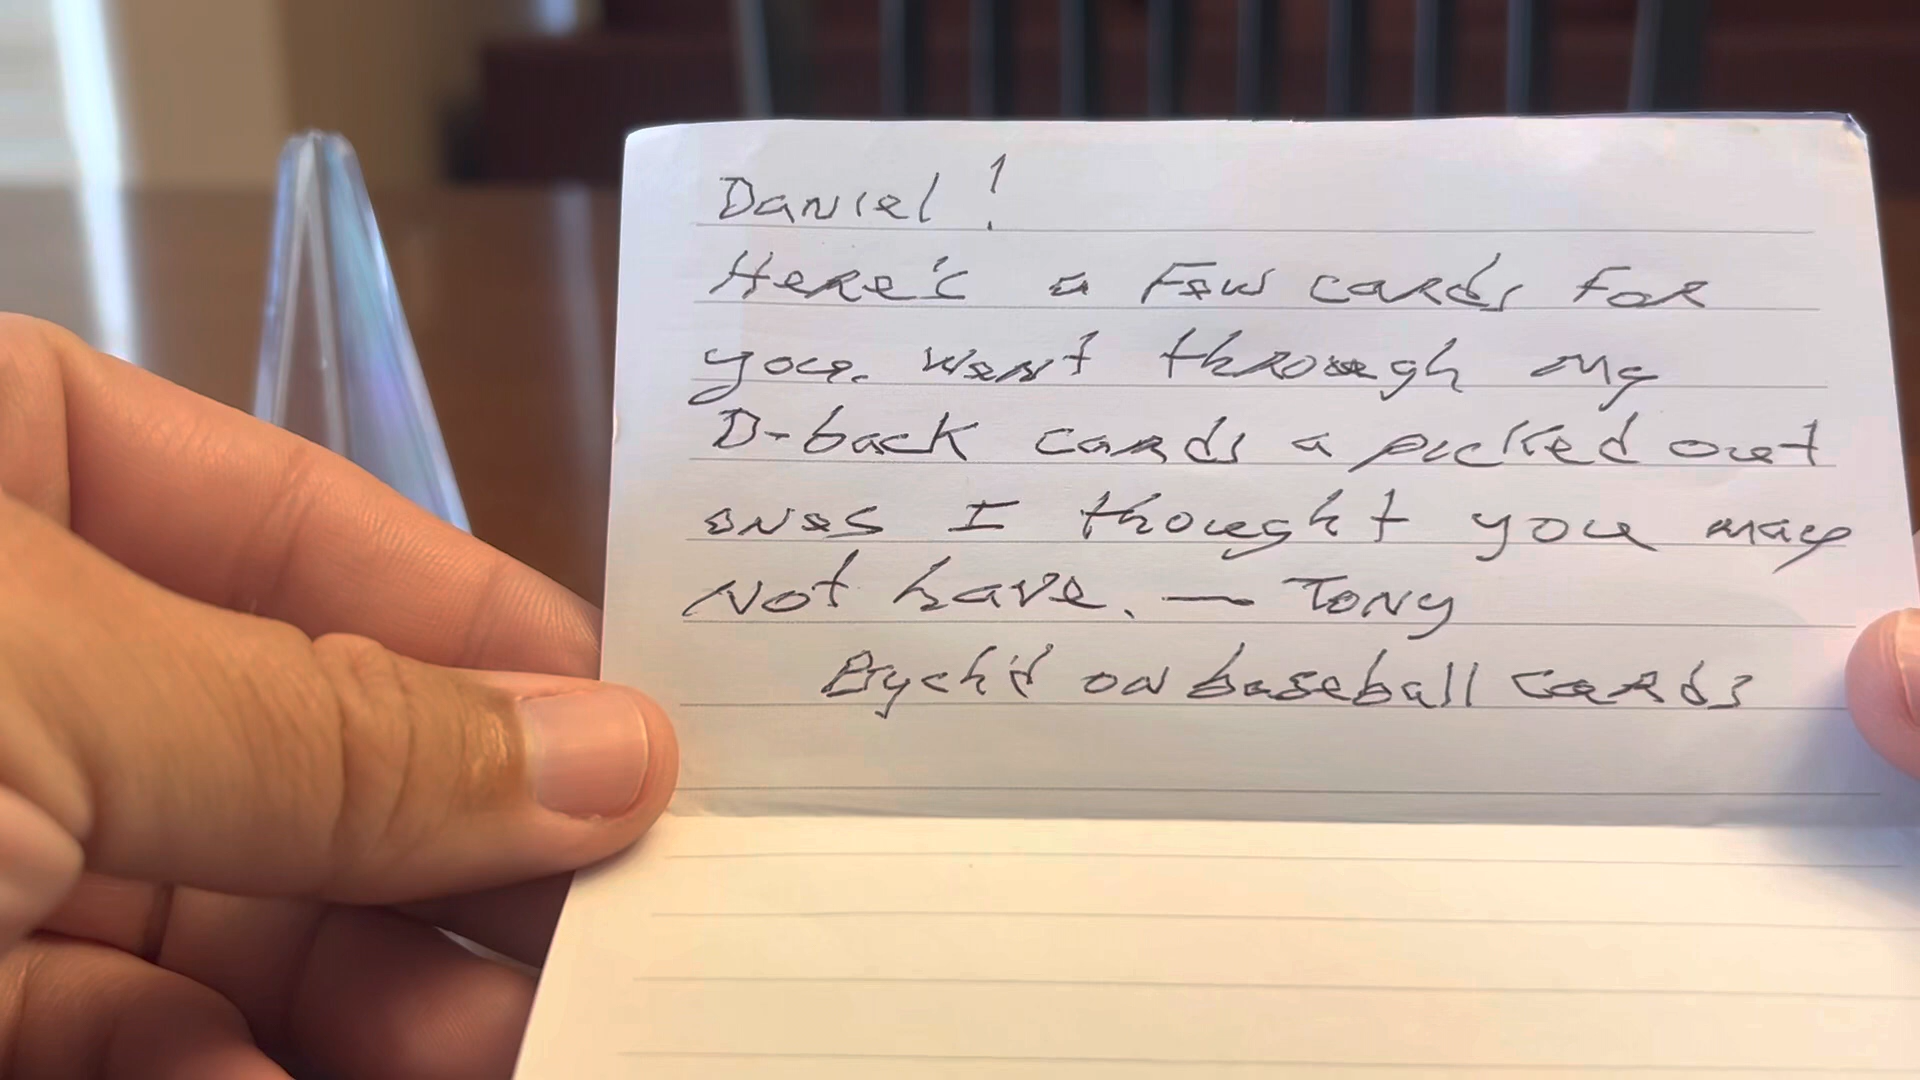 Daniel!
Here's a Few cards For
you. Went through My
D-back cards a picked out
ones I thought you may
Not have. — Tony
Psych'd on baseball cards